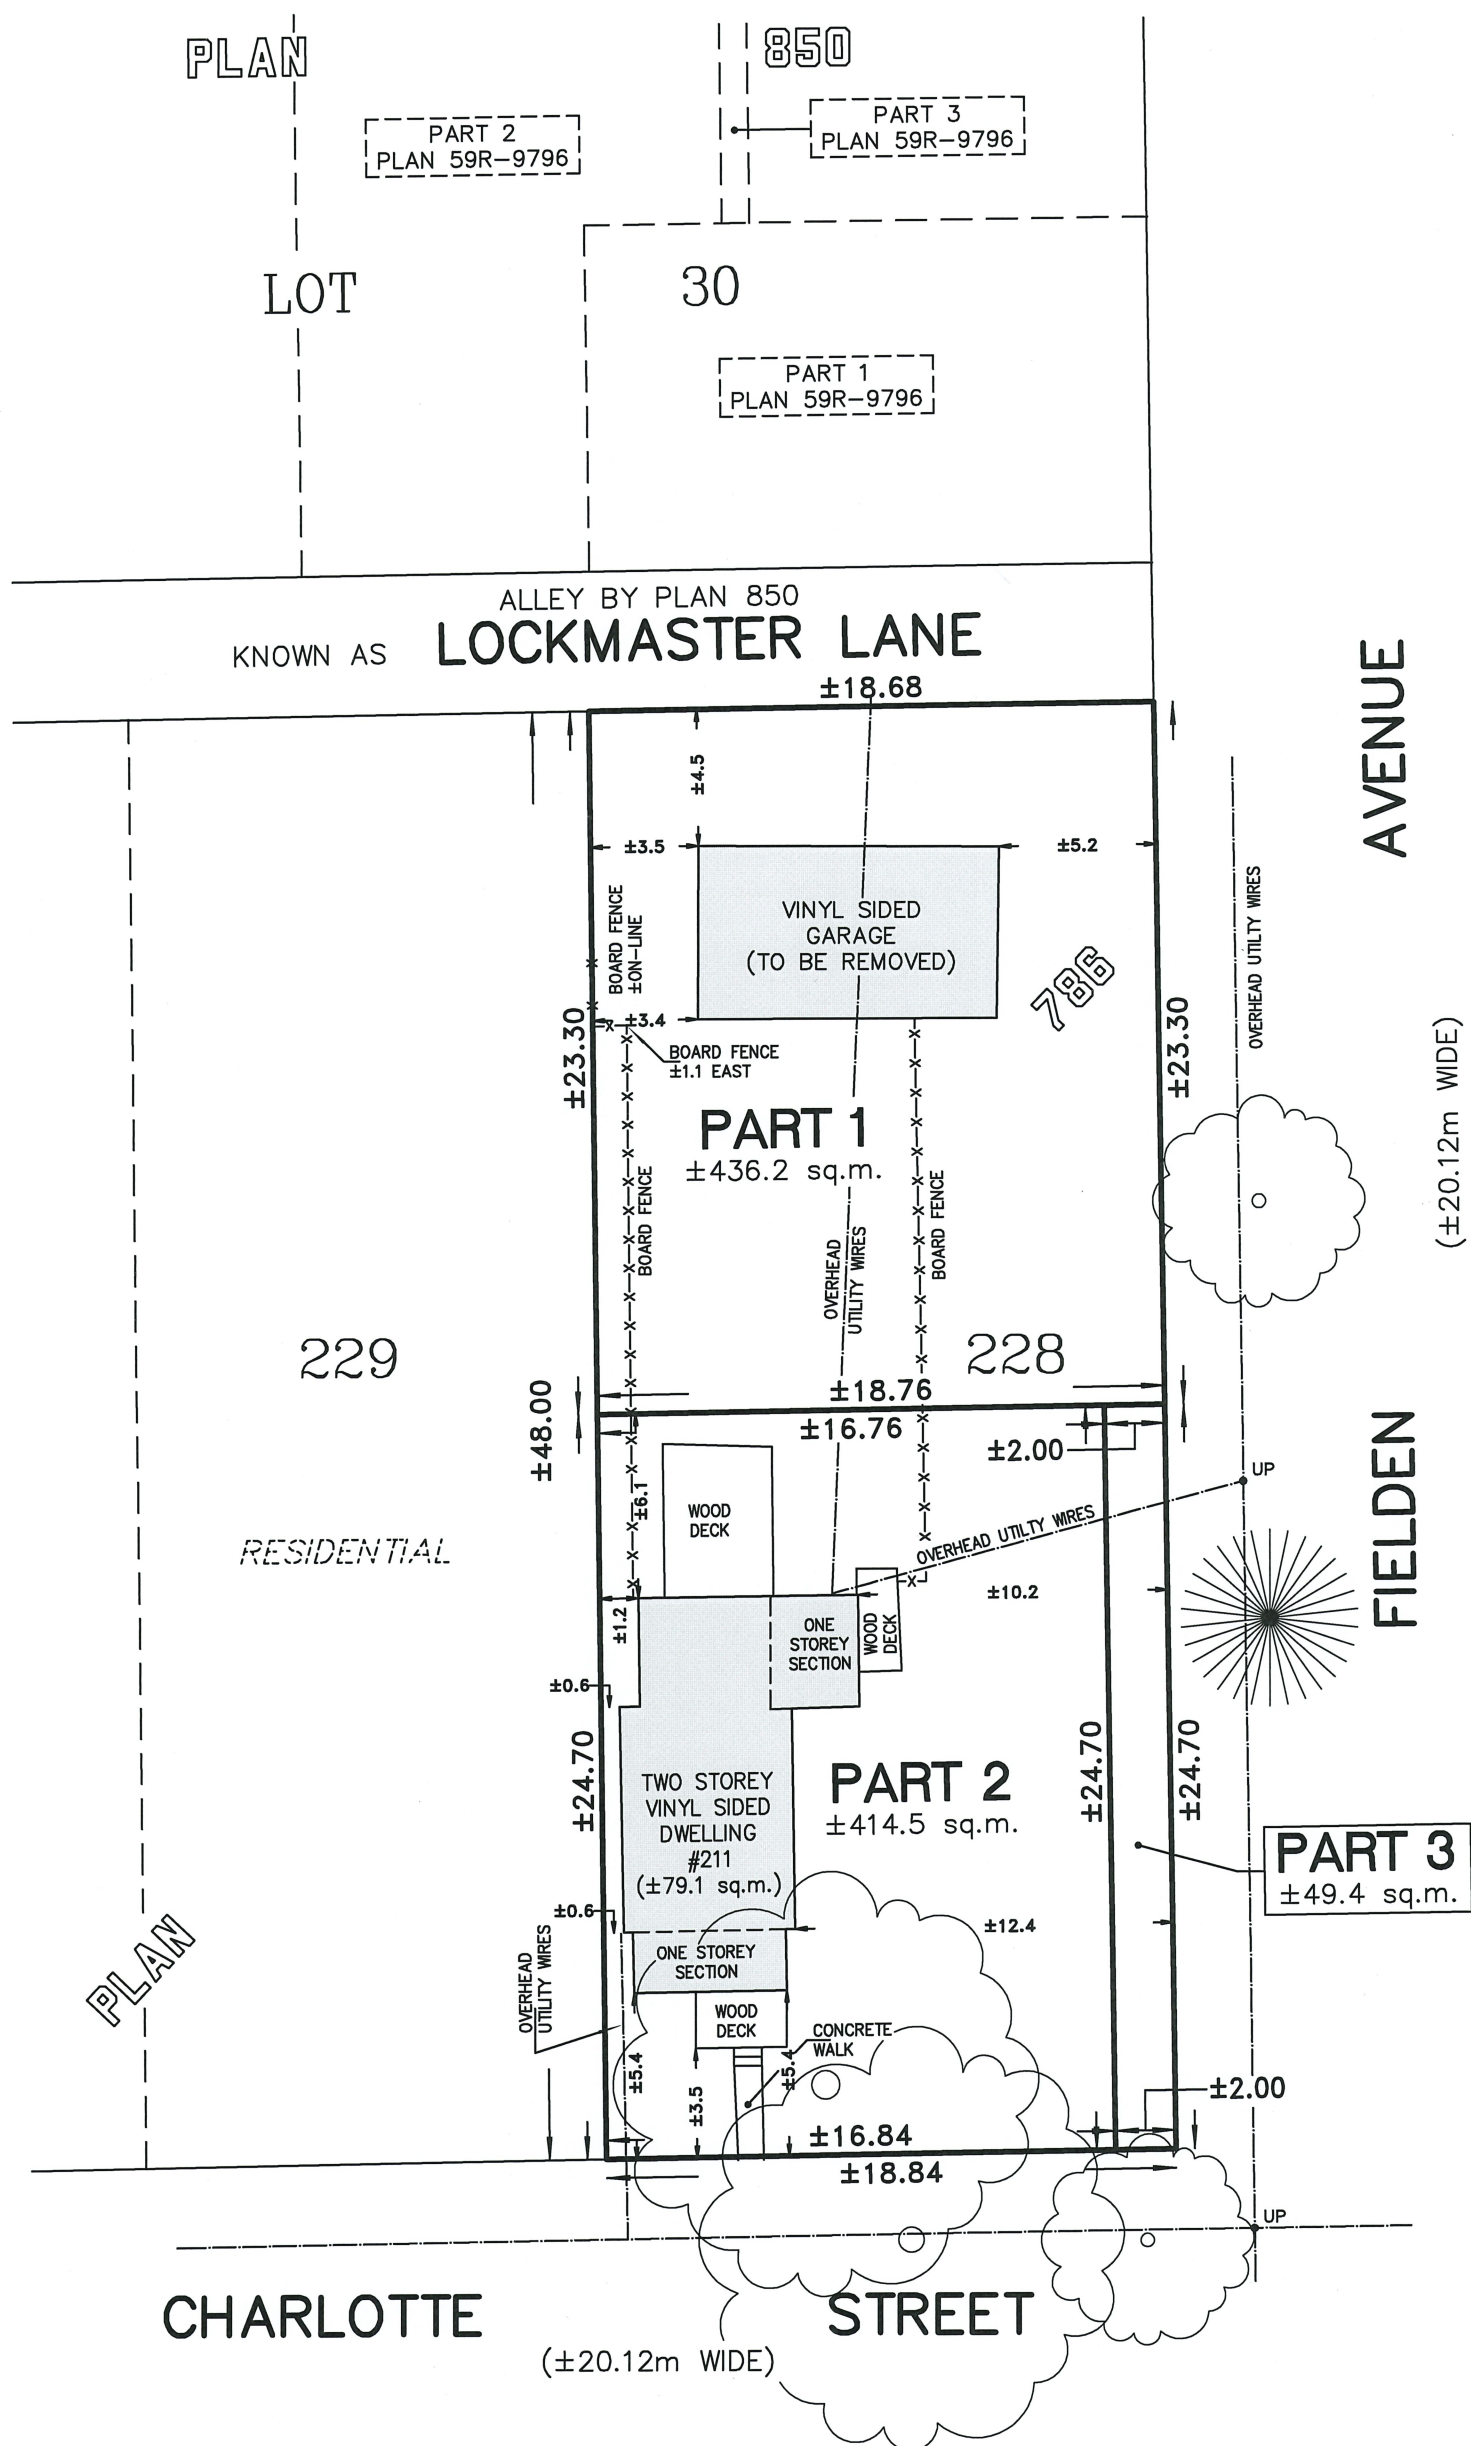 PLAN
850
PART 2
PLAN 59R-9796
PART 3
PLAN 59R-9796
LOT
30
PART 1
PLAN 59R-9796
ALLEY BY PLAN 850
KNOWN AS LOCKMASTER LANE
±18.68
±4.5
±3.5
±5.2
VINYL SIDED
GARAGE
(TO BE REMOVED)
BOARD FENCE
±ON-LINE
±3.4
BOARD FENCE
±1.1 EAST
786
±23.30
±23.30
OVERHEAD UTILTY WIRES
AVENUE
(±20.12m WIDE)
PART 1
±436.2 sq.m.
BOARD FENCE
OVERHEAD
UTILITY WIRES
BOARD FENCE
229
228
±18.76
±16.76
±2.00
±48.00
UP
FIELDEN
±6.1
WOOD
DECK
OVERHEAD UTILTY WIRES
RESIDENTIAL
±10.2
±1.2
ONE
STOREY
SECTION
WOOD
DECK
±0.6
±24.70
±24.70
±24.70
TWO STOREY
VINYL SIDED
DWELLING
#211
(±79.1 sq.m.)
PART 2
±414.5 sq.m.
PART 3
±49.4 sq.m.
±0.6
±12.4
PLAN
OVERHEAD
UTILITY WIRES
ONE STOREY
SECTION
WOOD
DECK
CONCRETE
WALK
±5.4
±3.5
±5.4
±2.00
±16.84
±18.84
UP
CHARLOTTE STREET
(±20.12m WIDE)